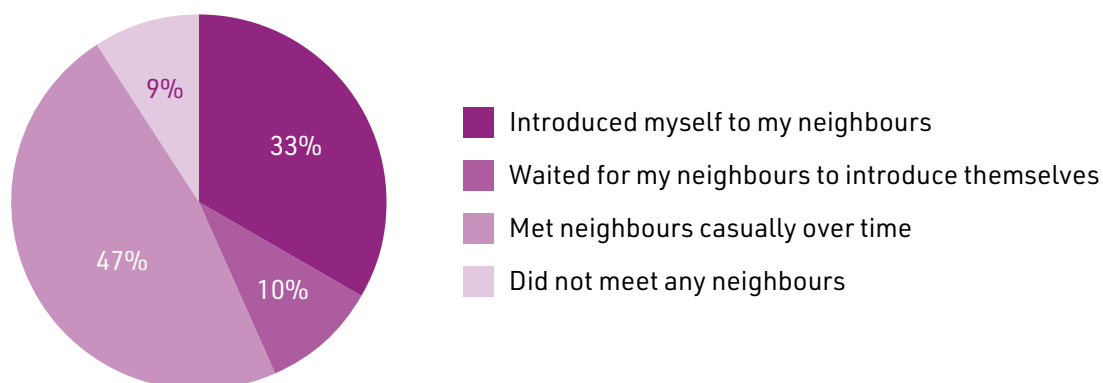 9%
33%
47%
10%
Introduced myself to my neighbours
Waited for my neighbours to introduce themselves
Met neighbours casually over time
Did not meet any neighbours